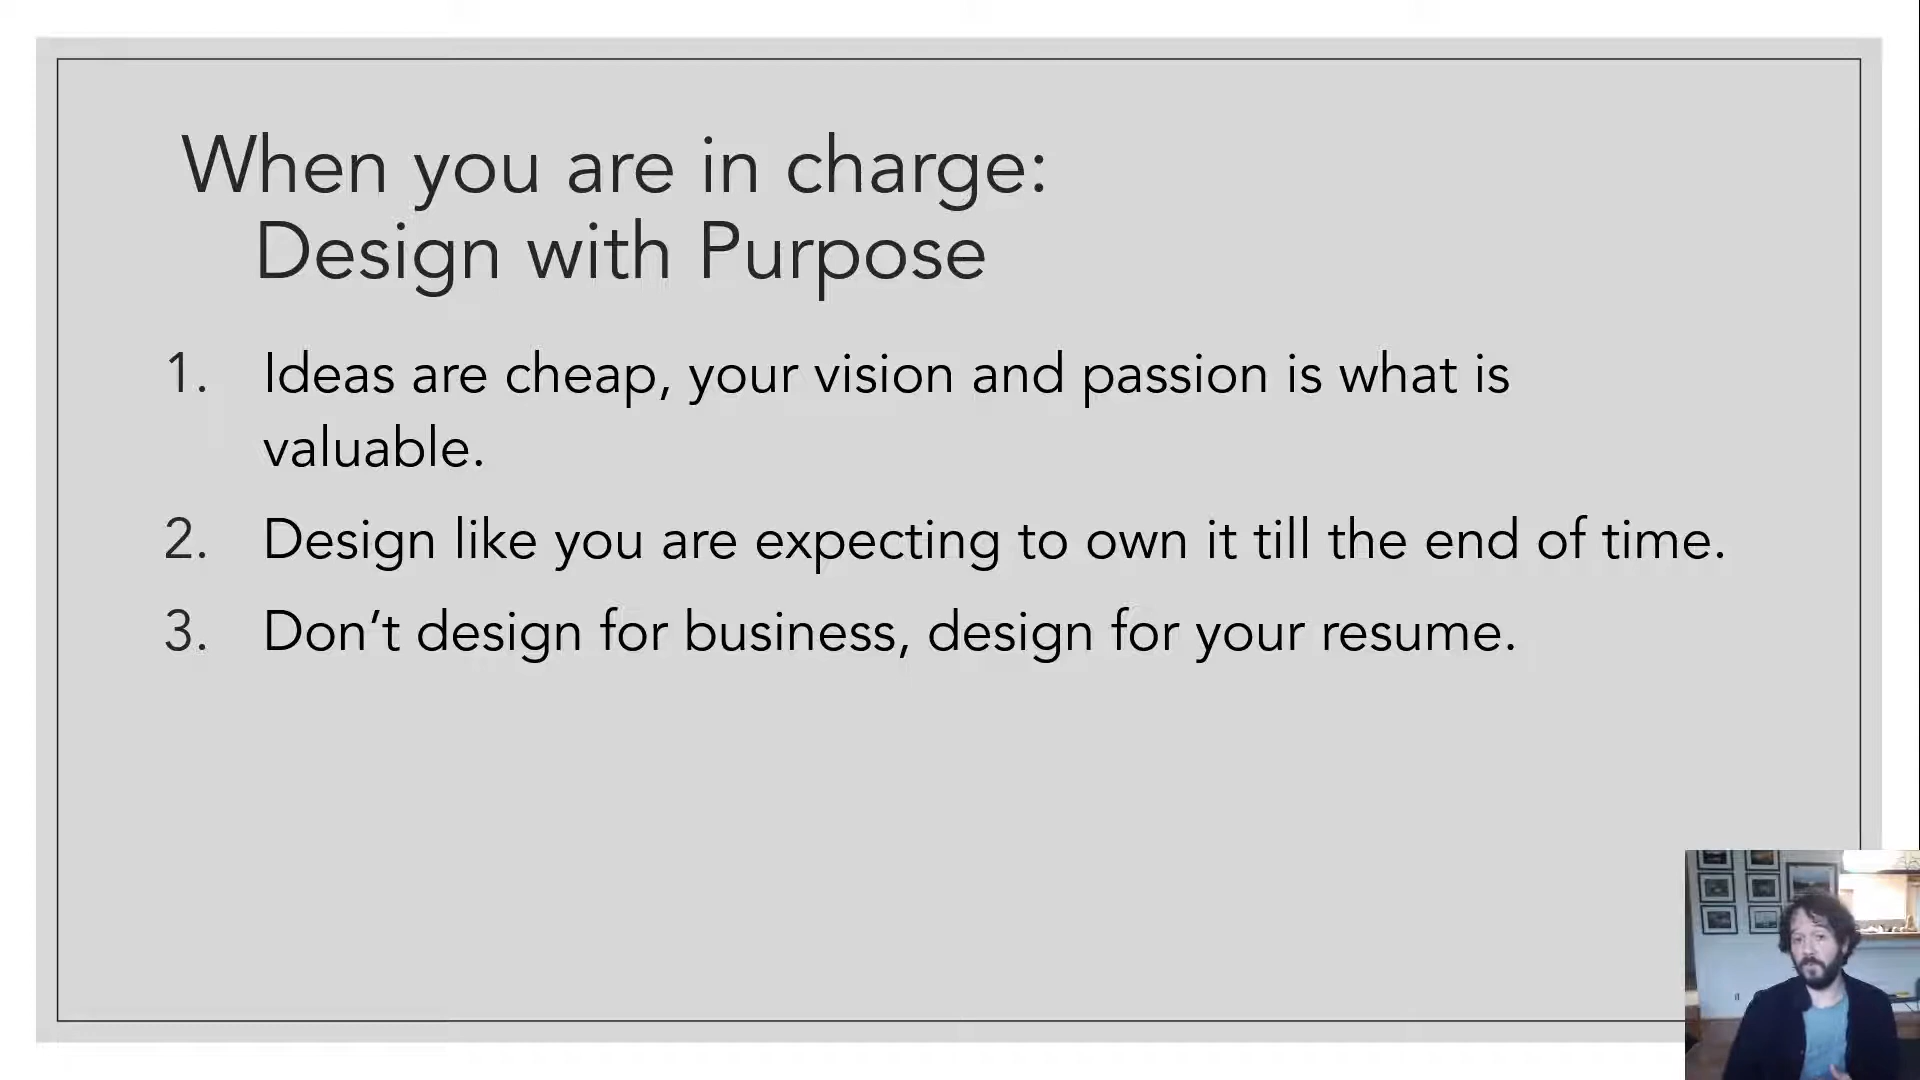 When you are in charge:
Design with Purpose
1. Ideas are cheap, your vision and passion is what is
valuable.
2. Design like you are expecting to own it till the end of time.
3. Don‘t design for business, design for your resume.